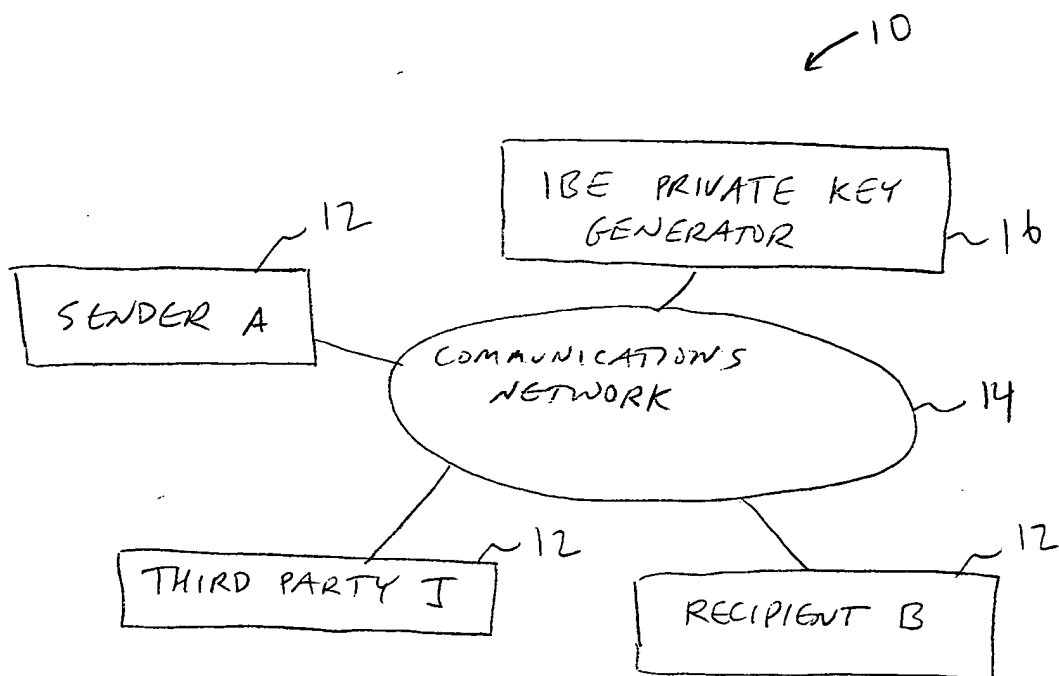 10
IBE PRIVATE KEY
GENERATOR
16
12
SENDER A
COMMUNICATIONS
NETWORK
14
12
THIRD PARTY J
12
RECIPIENT B